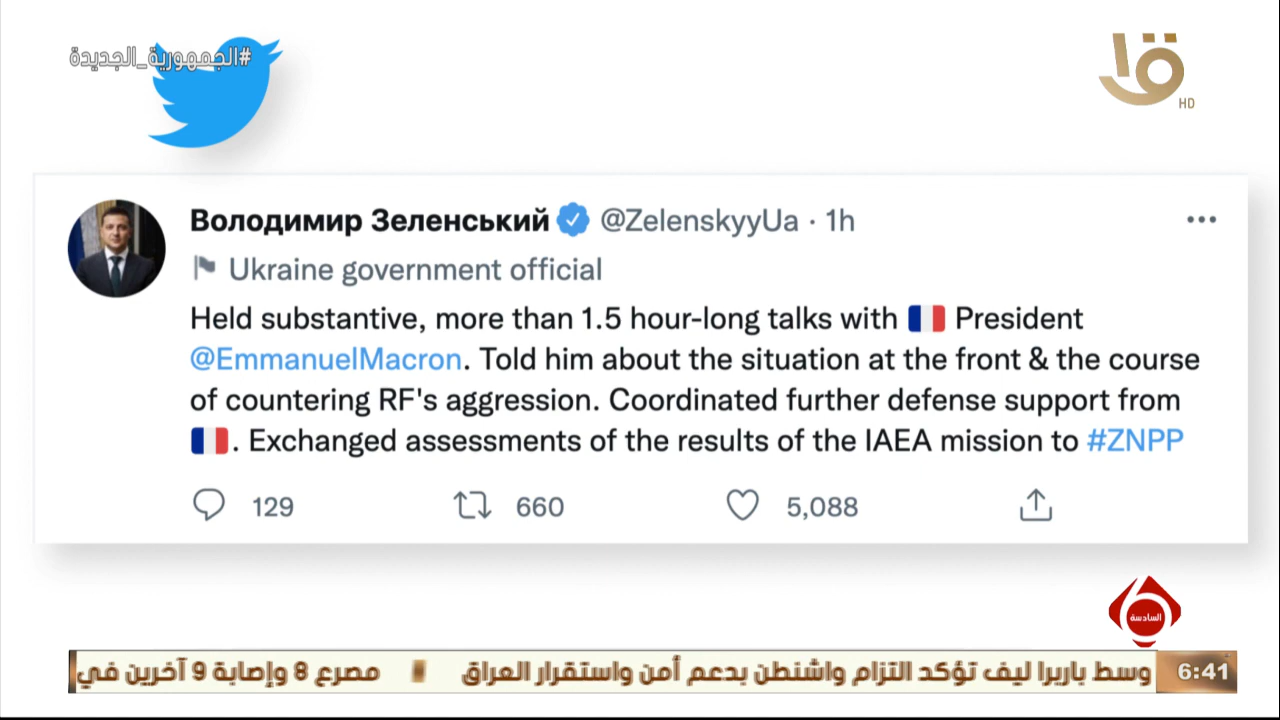 #الجمهورية_الجديدة
HD
Володимир Зеленський @ZelenskyyUa · 1h
Ukraine government official
Held substantive, more than 1.5 hour-long talks with 🇫🇷 President
@EmmanuelMacron. Told him about the situation at the front & the course
of countering RF's aggression. Coordinated further defense support from
🇫🇷. Exchanged assessments of the results of the IAEA mission to #ZNPP
129 660 5,088
السادسة
6:41 وسط باربرا ليف تؤكد التزام واشنطن بدعم أمن واستقرار العراق مصرع 8 وإصابة 9 آخرين في